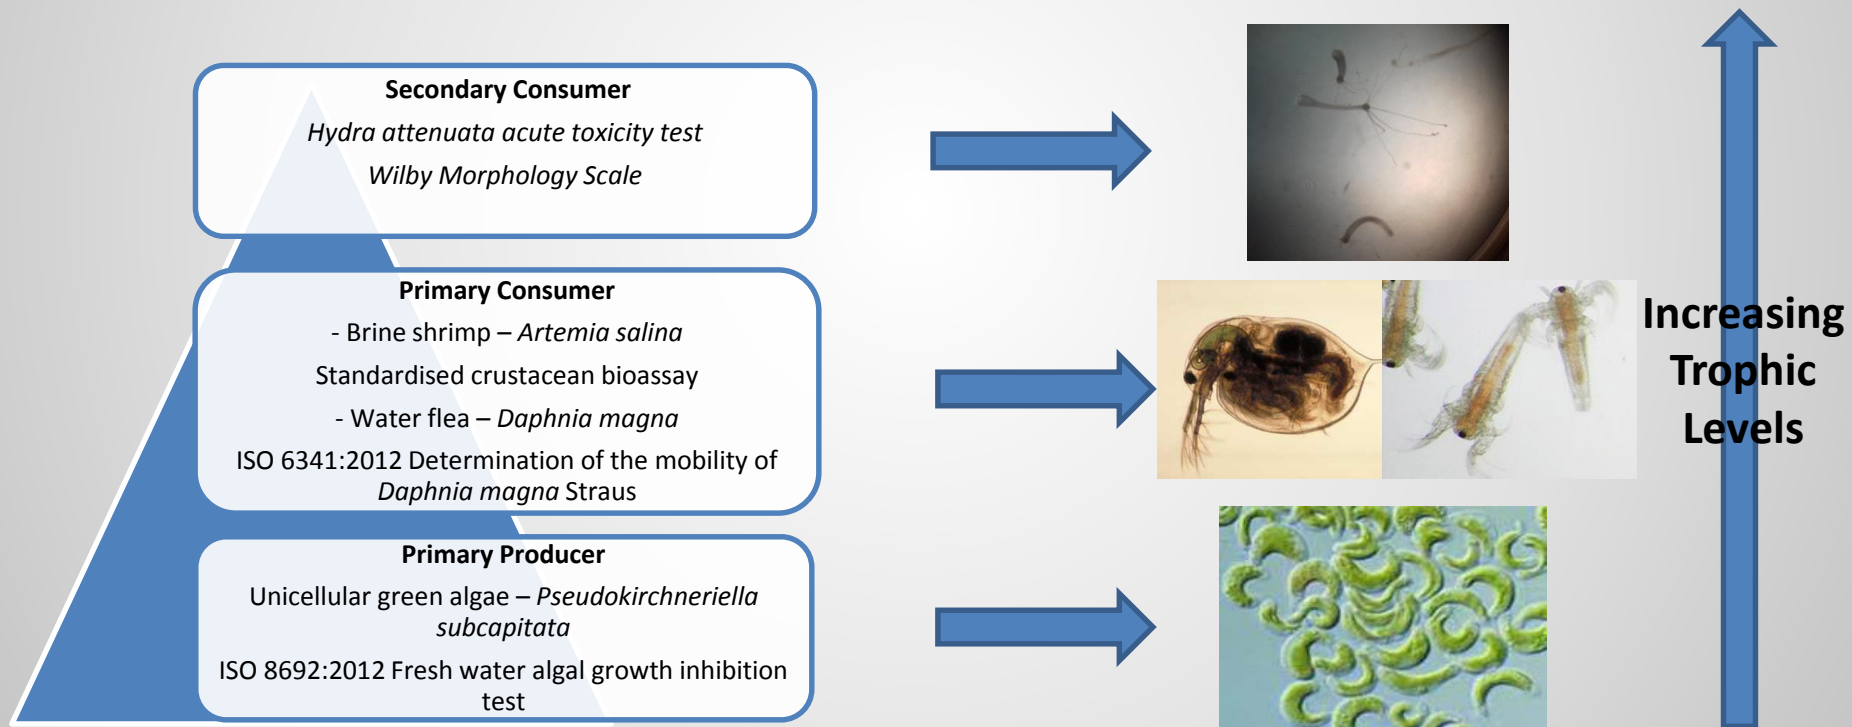 Secondary Consumer
Hydra attenuata acute toxicity test
Wilby Morphology Scale
Primary Consumer
- Brine shrimp – Artemia salina
Standardised crustacean bioassay
- Water flea – Daphnia magna
ISO 6341:2012 Determination of the mobility of
Daphnia magna Straus
Primary Producer
Unicellular green algae – Pseudokirchneriella
subcapitata
ISO 8692:2012 Fresh water algal growth inhibition
test
Increasing
Trophic
Levels